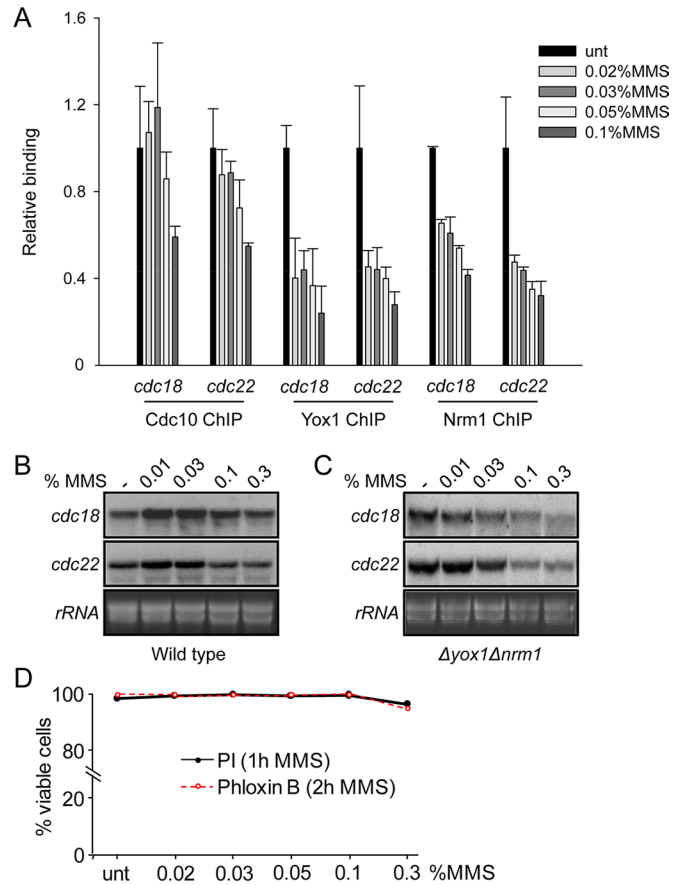 A
1.6
1.2
0.8
0.4
0
Relative binding
unt
0.02%MMS
0.03%MMS
0.05%MMS
0.1%MMS
cdc18 cdc22 cdc18 cdc22 cdc18 cdc22
Cdc10 ChIP Yox1 ChIP Nrm1 ChIP
B
% MMS - 0.01 0.03 0.1 0.3
cdc18
cdc22
rRNA
Wild type
C
% MMS - 0.01 0.03 0.1 0.3
cdc18
cdc22
rRNA
Δyox1Δnrm1
D
100
80
20
0
% viable cells
PI (1h MMS)
Phloxin B (2h MMS)
unt 0.02 0.03 0.05 0.1 0.3 %MMS